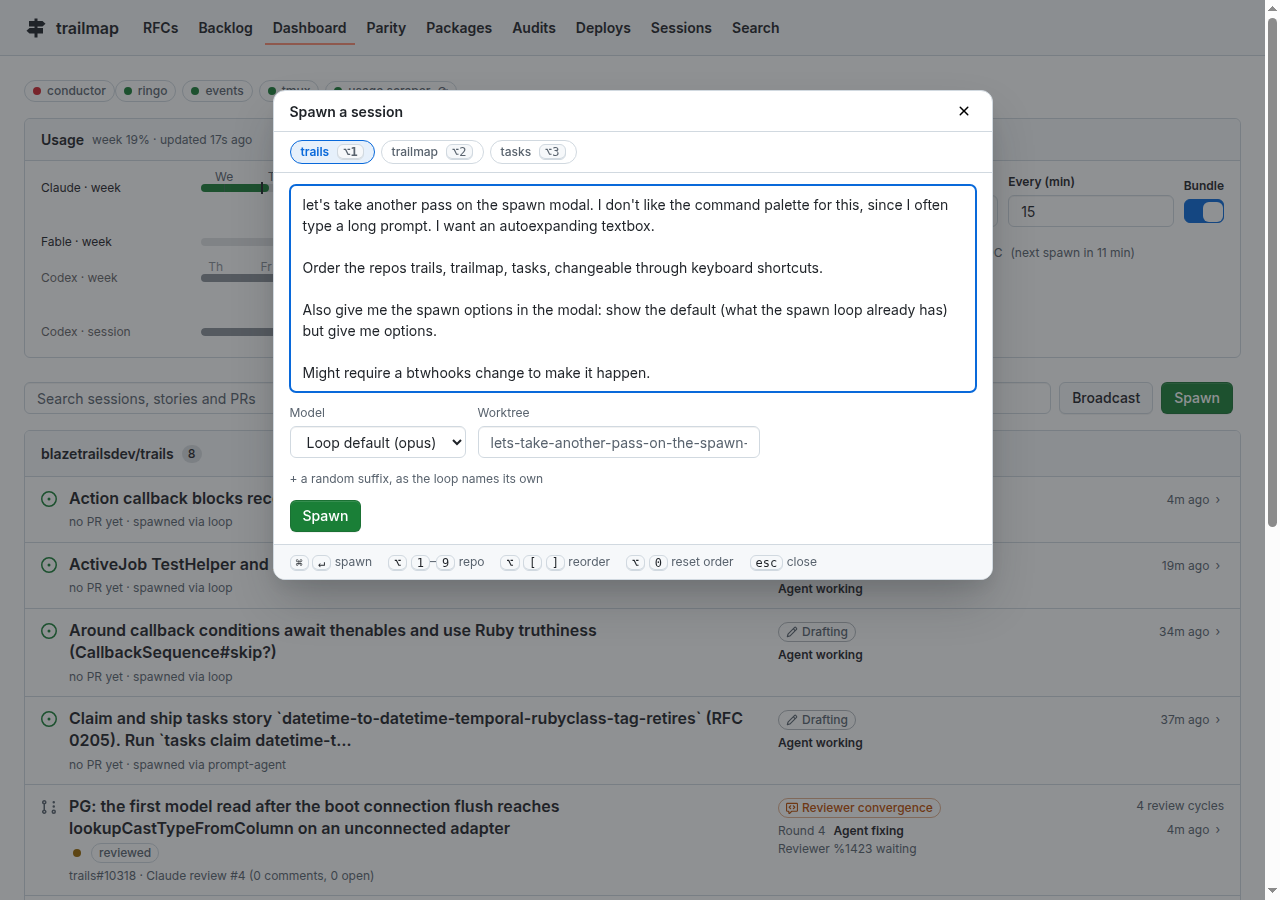 trailmap RFCs Backlog Dashboard Parity Packages Audits Deploys Sessions Search
conductor ringo events
Spawn a session
Usage week 19% · updated 17s ago
trails ⌥1 trailmap ⌥2 tasks ⌥3
We
Claude · week
Every (min)
Bundle
let's take another pass on the spawn modal. I don't like the command palette for this, since I often
type a long prompt. I want an autoexpanding textbox.
15
Fable · week
C (next spawn in 11 min)
Th Fr
Order the repos trails, trailmap, tasks, changeable through keyboard shortcuts.
Codex · week
Also give me the spawn options in the modal: show the default (what the spawn loop already has)
but give me options.
Codex · session
Might require a btwhooks change to make it happen.
Search sessions, stories and PRs
Broadcast Spawn
Model Worktree
Loop default (opus) lets-take-another-pass-on-the-spawn-
blazetrailsdev/trails 8
+ a random suffix, as the loop names its own
Spawn
Action callback blocks rec
4m ago ›
no PR yet · spawned via loop
⌘ ↵ spawn ⌥ 1–9 repo ⌥ [ ] reorder ⌥ 0 reset order esc close
ActiveJob TestHelper and
19m ago ›
no PR yet · spawned via loop
Agent working
Around callback conditions await thenables and use Ruby truthiness
(CallbackSequence#skip?)
no PR yet · spawned via loop
Drafting
Agent working
34m ago ›
Claim and ship tasks story `datetime-to-datetime-temporal-rubyclass-tag-retires` (RFC
0205). Run `tasks claim datetime-t...
no PR yet · spawned via prompt-agent
Drafting
Agent working
37m ago ›
PG: the first model read after the boot connection flush reaches
lookupCastTypeFromColumn on an unconnected adapter
reviewed
trails#10318 · Claude review #4 (0 comments, 0 open)
Reviewer convergence
Round 4 Agent fixing
Reviewer %1423 waiting
4 review cycles
4m ago ›